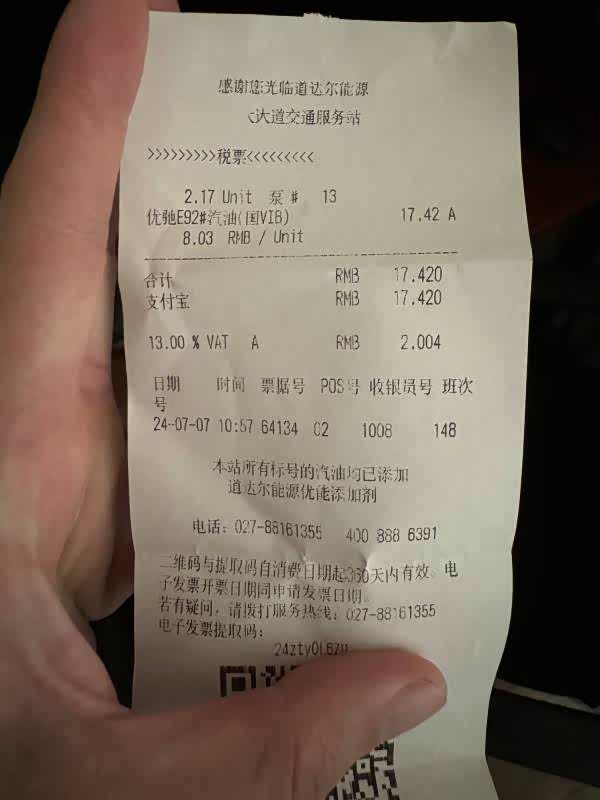 感谢您光临道达尔能源
大道交通服务站
>>>>>>>>>税票<<<<<<<<<
2.17 Unit 泵 # 13
优驰E92#汽油(国VIB) 17.42 A
8.03 RMB / Unit
合计 RMB 17.420
支付宝 RMB 17.420
13.00 % VAT A RMB 2.004
日期 时间 票据号 POS号 收银员号 班次
号
24-07-07 10:57 64134 02 1008 148
本站所有标号的汽油均已添加
道达尔能源优能添加剂
电话: 027-88161355 400 888 6391
二维码与提取码自消费日期起360天内有效。电
子发票开票日期同申请发票日期。
若有疑问, 请拨打服务热线: 027-88161355
电子发票提取码: